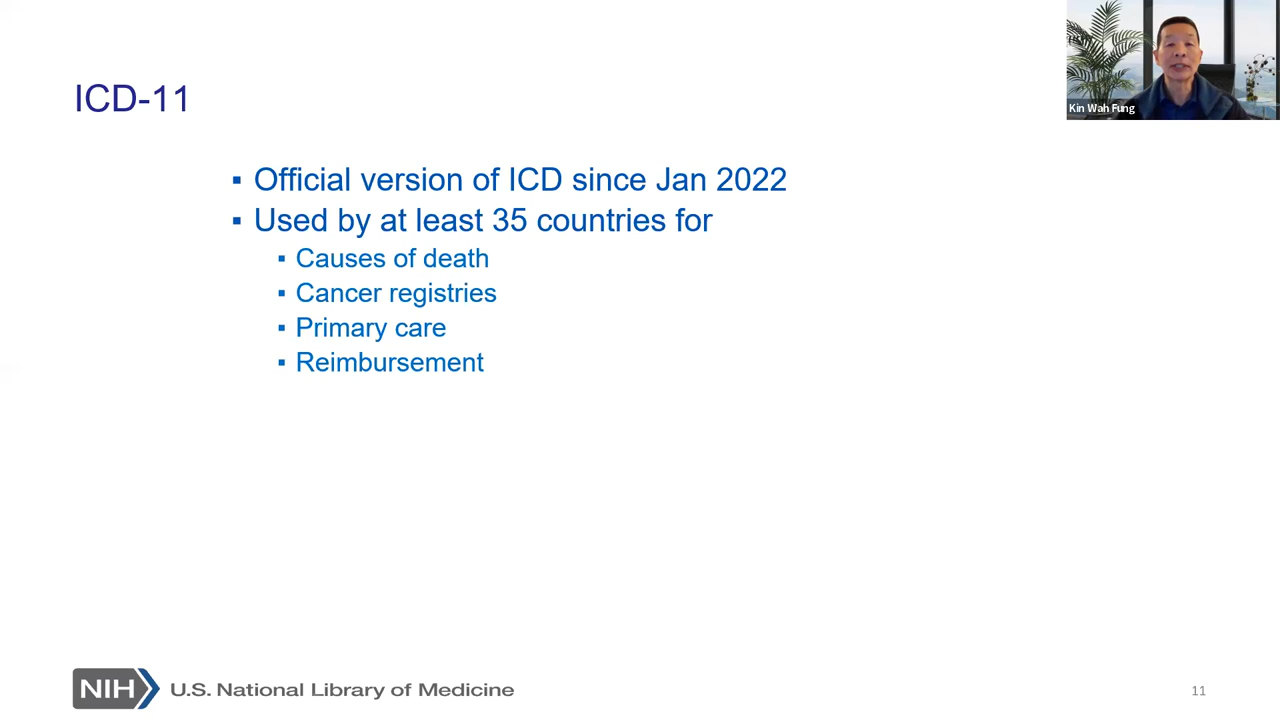 ICD-11
Kin Wah Fung
▪ Official version of ICD since Jan 2022
▪ Used by at least 35 countries for
▪ Causes of death
▪ Cancer registries
▪ Primary care
▪ Reimbursement
NIH U.S. National Library of Medicine
11